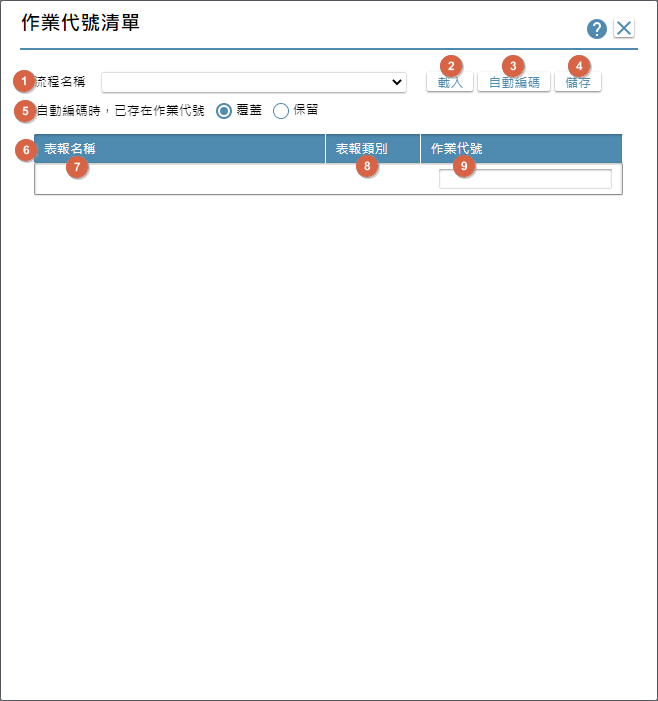 作業代號清單
?
2 3 4
1 流程名稱 載入 自動編碼 儲存
5 自動編碼時，已存在作業代號 覆蓋 保留
6 表報名稱 表報類別 作業代號
7 8 9